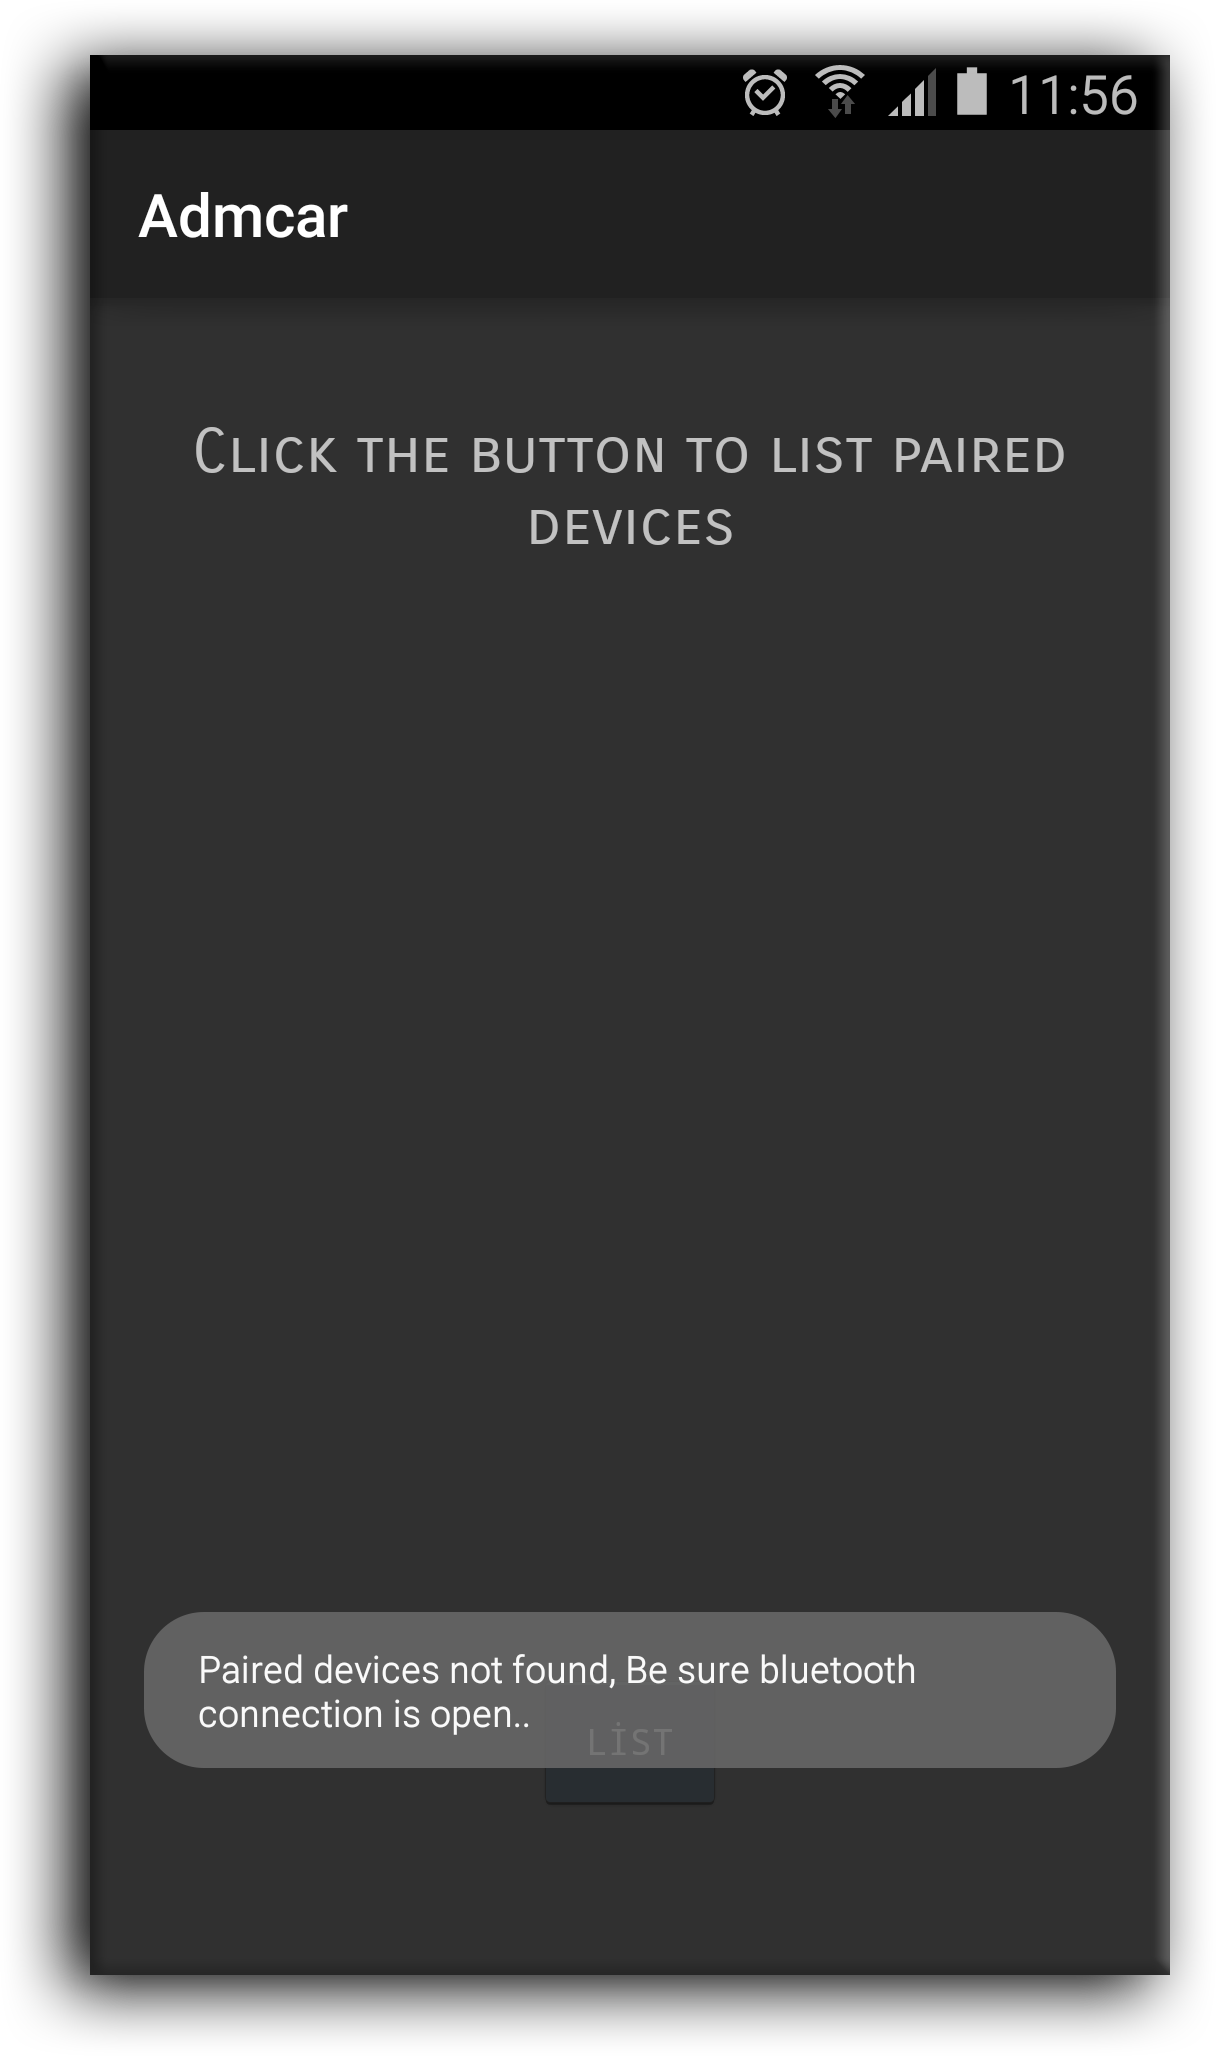 11:56
Admcar
Click the button to list paired
devices
Paired devices not found, Be sure bluetooth
connection is open..
LİST